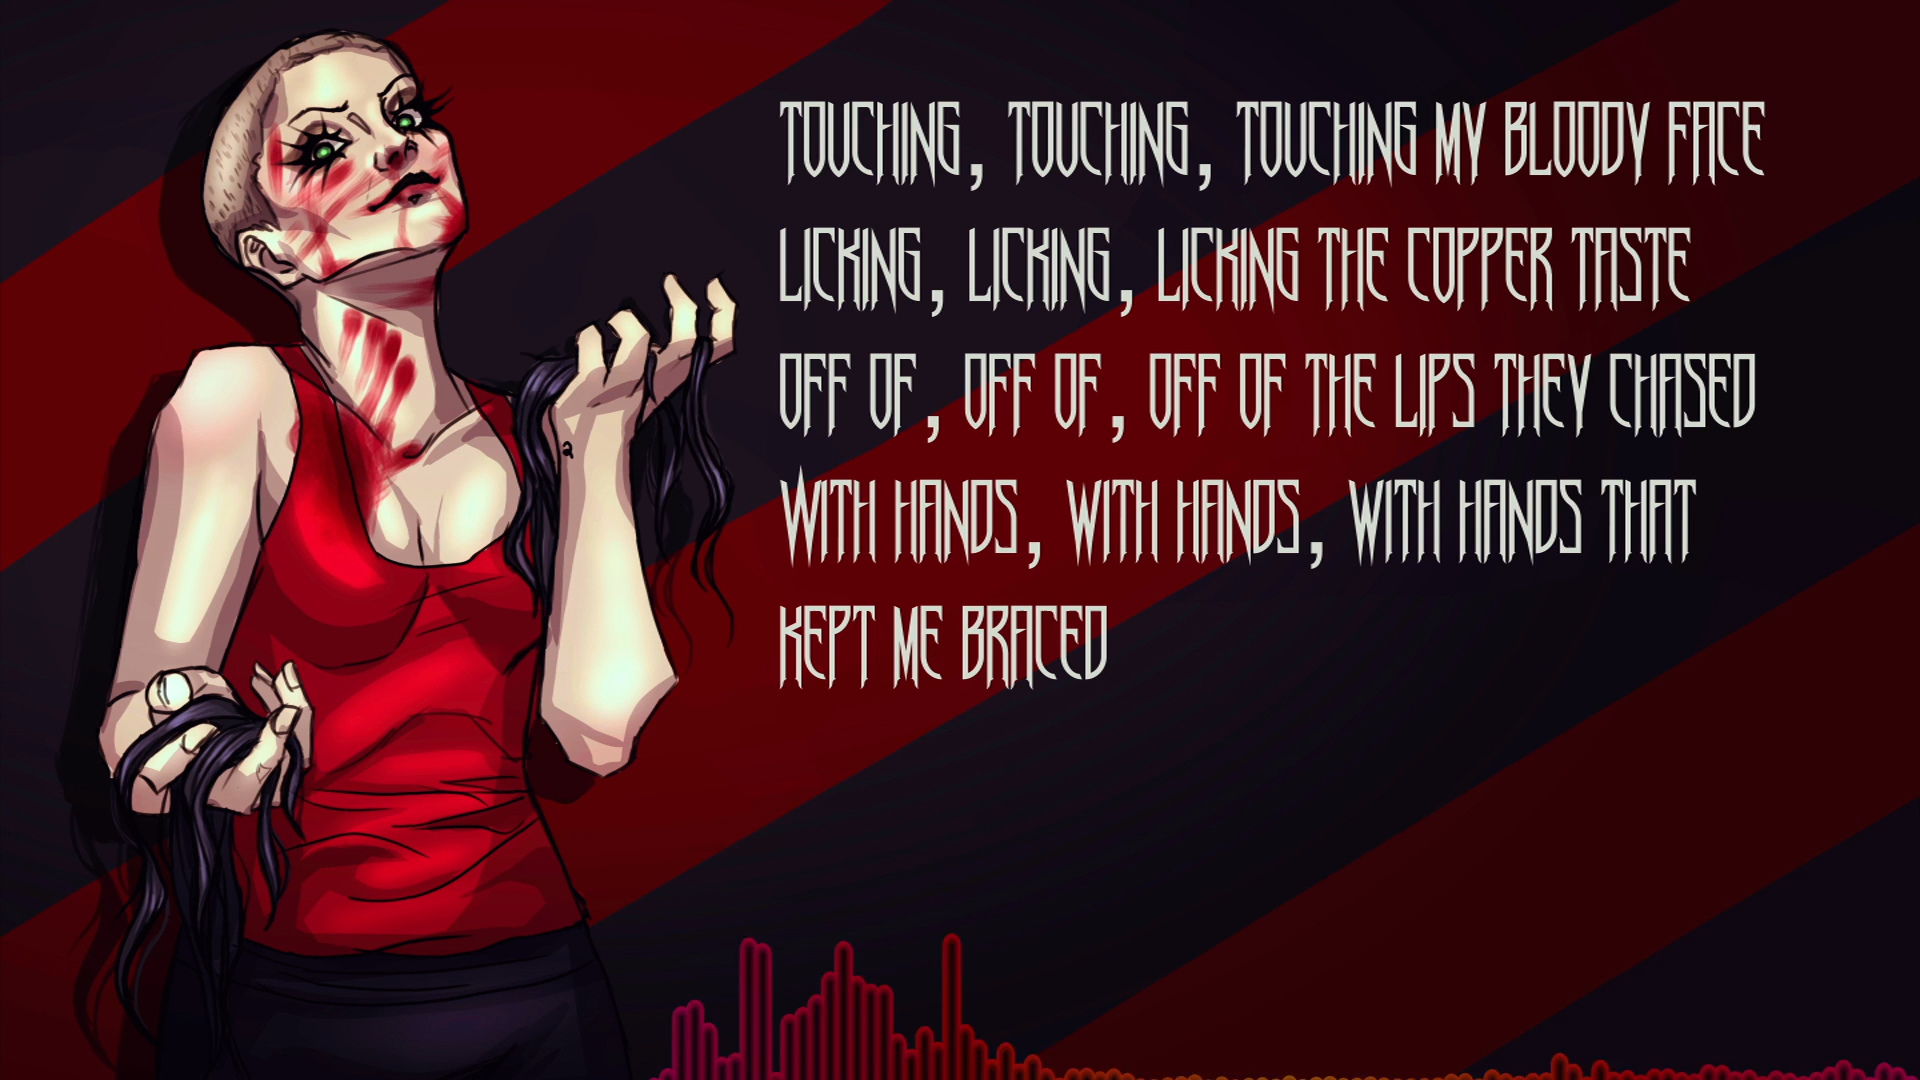 TOUCHING, TOUCHING, TOUCHING MY BLOODY FACE
LICKING, LICKING, LICKING THE COPPER TASTE
OFF OF, OFF OF, OFF OF THE LIPS THEY CHASED
WITH HANDS, WITH HANDS, WITH HANDS THAT
KEPT ME BRACED
2